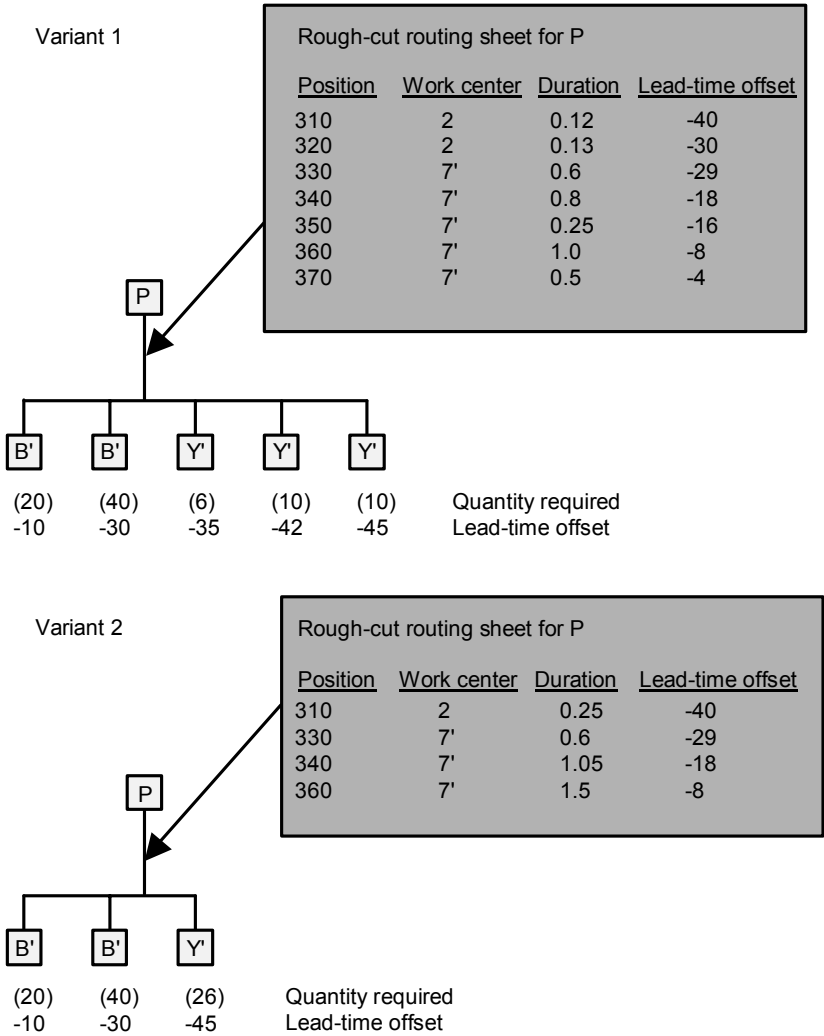 Variant 1
Rough-cut routing sheet for P
Position Work center Duration Lead-time offset
310 2 0.12 -40
320 2 0.13 -30
330 7' 0.6 -29
340 7' 0.8 -18
350 7' 0.25 -16
360 7' 1.0 -8
370 7' 0.5 -4
P
B' B' Y' Y' Y'
(20) (40) (6) (10) (10) Quantity required
-10 -30 -35 -42 -45 Lead-time offset
Variant 2
Rough-cut routing sheet for P
Position Work center Duration Lead-time offset
310 2 0.25 -40
330 7' 0.6 -29
340 7' 1.05 -18
360 7' 1.5 -8
P
B' B' Y'
(20) (40) (26) Quantity required
-10 -30 -45 Lead-time offset